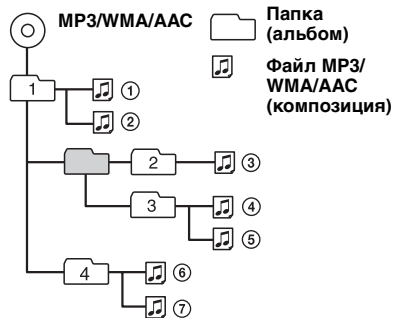 MP3/WMA/AAC
Папка
(альбом)
Файл MP3/
WMA/AAC
(композиция)
1
①
②
2
③
3
④
⑤
4
⑥
⑦